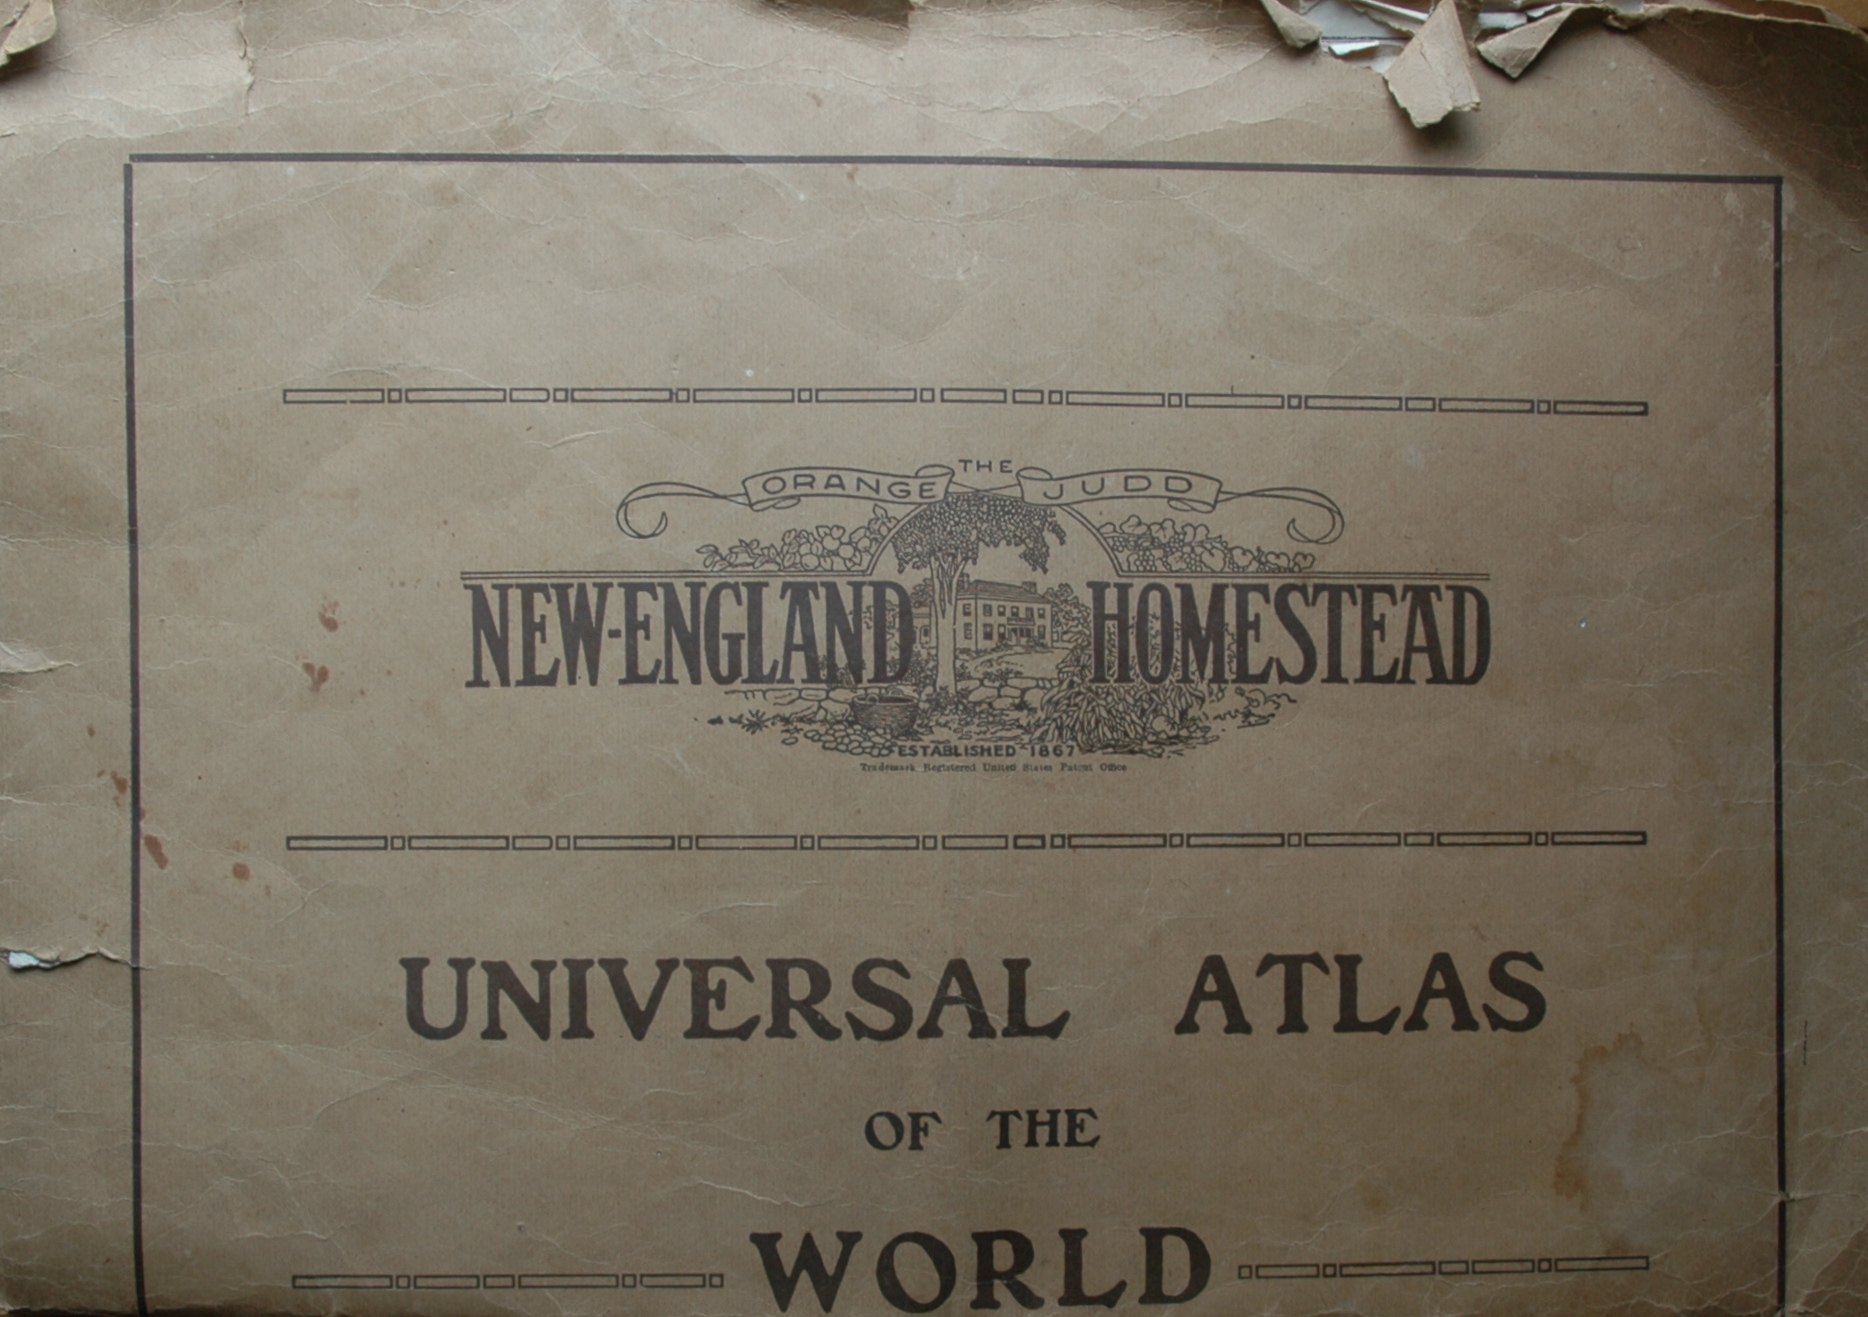 THE
ORANGE JUDD
NEW-ENGLAND HOMESTEAD
ESTABLISHED 1867
Trademark Registered United States Patent Office
UNIVERSAL ATLAS
OF THE
WORLD